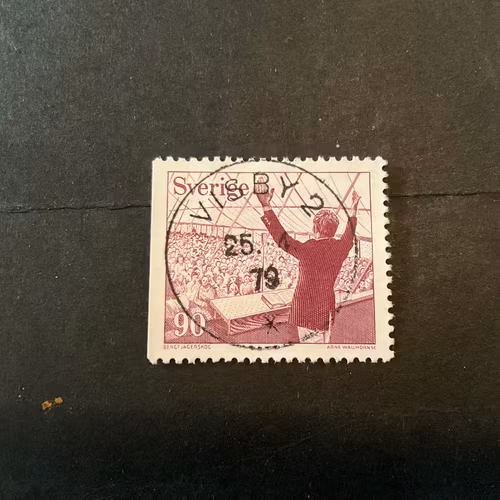 Sverige
VISBY 2
25.
79
*
90
BENGT JÄGERSKOG
ARNE WALLHORN SC